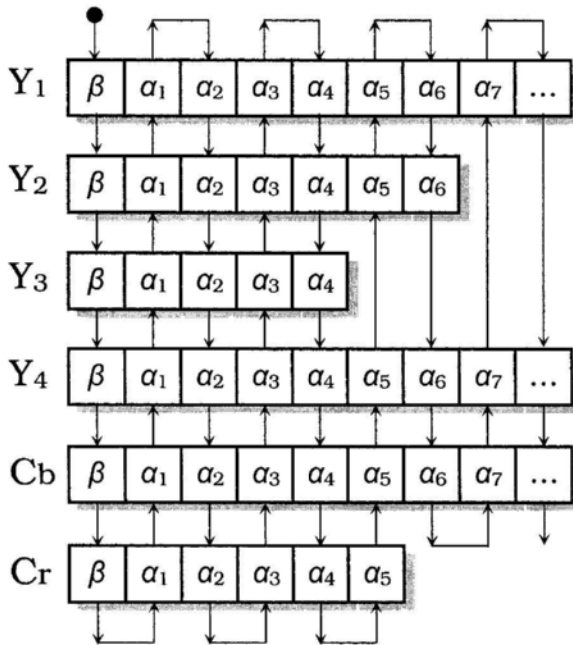 Y₁ β α₁ α₂ α₃ α₄ α₅ α₆ α₇ ...
Y₂ β α₁ α₂ α₃ α₄ α₅ α₆
Y₃ β α₁ α₂ α₃ α₄
Y₄ β α₁ α₂ α₃ α₄ α₅ α₆ α₇ ...
Cb β α₁ α₂ α₃ α₄ α₅ α₆ α₇ ...
Cr β α₁ α₂ α₃ α₄ α₅